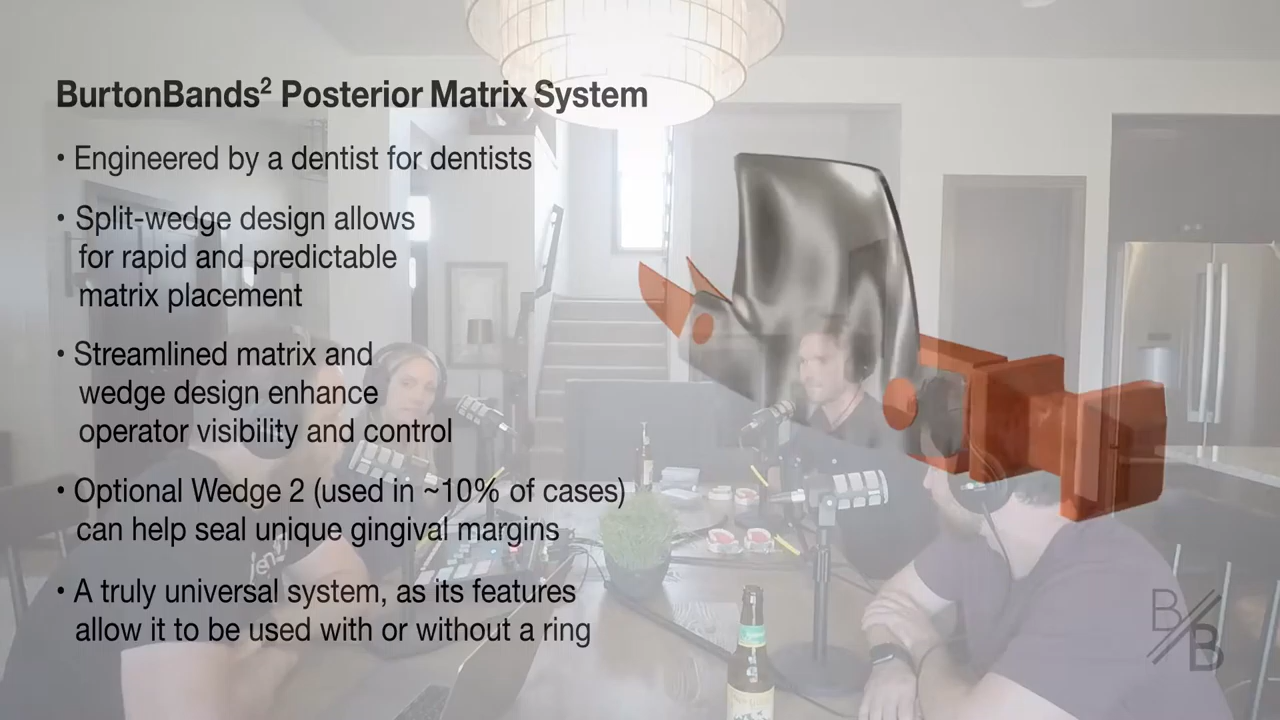 BurtonBands² Posterior Matrix System
• Engineered by a dentist for dentists
• Split-wedge design allows
for rapid and predictable
matrix placement
• Streamlined matrix and
wedge design enhance
operator visibility and control
• Optional Wedge 2 (used in ~10% of cases)
can help seal unique gingival margins
• A truly universal system, as its features
allow it to be used with or without a ring
B/B